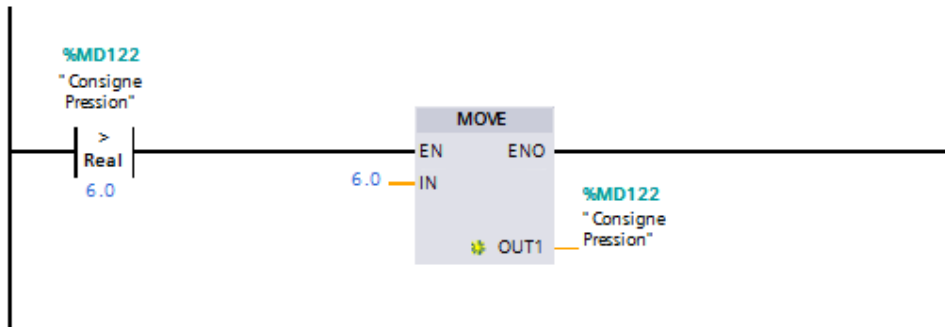 %MD122
"Consigne
Pression"
>
Real
6.0
MOVE
EN ENO
6.0 IN
OUT1
%MD122
"Consigne
Pression"